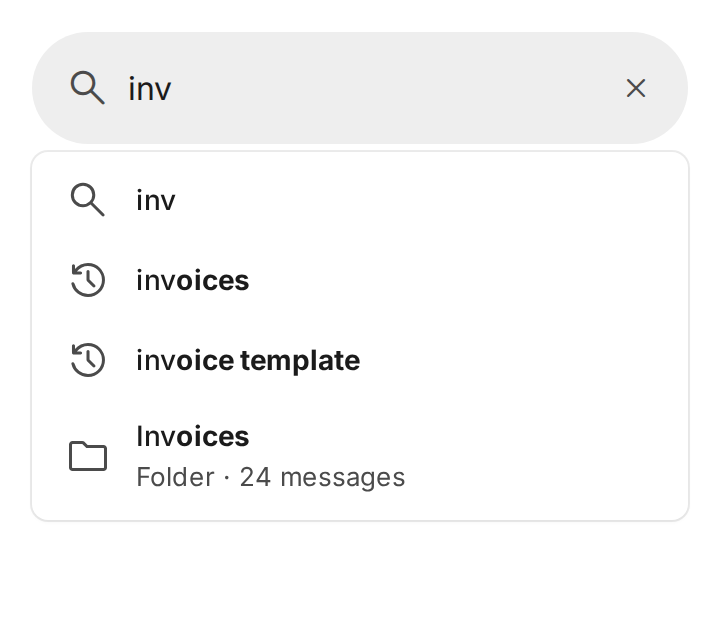 inv
inv
invoices
invoice template
Invoices
Folder · 24 messages